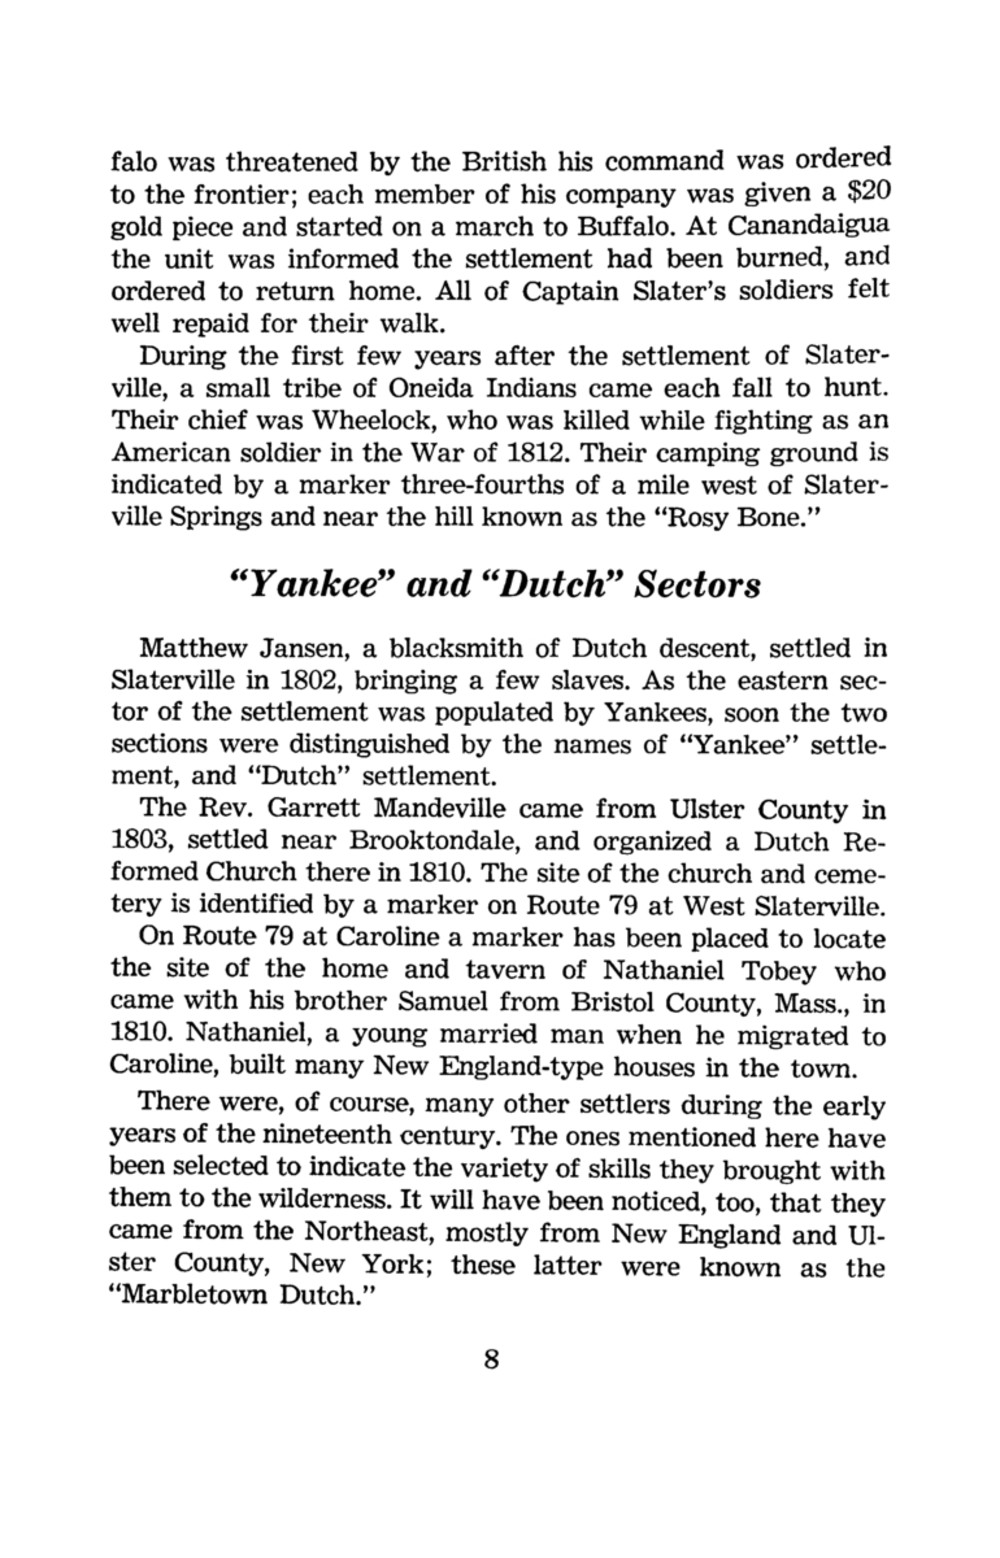 falo was threatened by the British his command was ordered
to the frontier; each member of his company was given a $20
gold piece and started on a march to Buffalo. At Canandaigua
the unit was informed the settlement had been burned, and
ordered to return home. All of Captain Slater's soldiers felt
well repaid for their walk.
During the first few years after the settlement of Slater-
ville, a small tribe of Oneida Indians came each fall to hunt.
Their chief was Wheelock, who was killed while fighting as an
American soldier in the War of 1812. Their camping ground is
indicated by a marker three-fourths of a mile west of Slater-
ville Springs and near the hill known as the “Rosy Bone.”
“Yankee” and “Dutch” Sectors
Matthew Jansen, a blacksmith of Dutch descent, settled in
Slaterville in 1802, bringing a few slaves. As the eastern sec-
tor of the settlement was populated by Yankees, soon the two
sections were distinguished by the names of “Yankee” settle-
ment, and “Dutch” settlement.
The Rev. Garrett Mandeville came from Ulster County in
1803, settled near Brooktondale, and organized a Dutch Re-
formed Church there in 1810. The site of the church and ceme-
tery is identified by a marker on Route 79 at West Slaterville.
On Route 79 at Caroline a marker has been placed to locate
the site of the home and tavern of Nathaniel Tobey who
came with his brother Samuel from Bristol County, Mass., in
1810. Nathaniel, a young married man when he migrated to
Caroline, built many New England-type houses in the town.
There were, of course, many other settlers during the early
years of the nineteenth century. The ones mentioned here have
been selected to indicate the variety of skills they brought with
them to the wilderness. It will have been noticed, too, that they
came from the Northeast, mostly from New England and Ul-
ster County, New York; these latter were known as the
“Marbletown Dutch.”
8